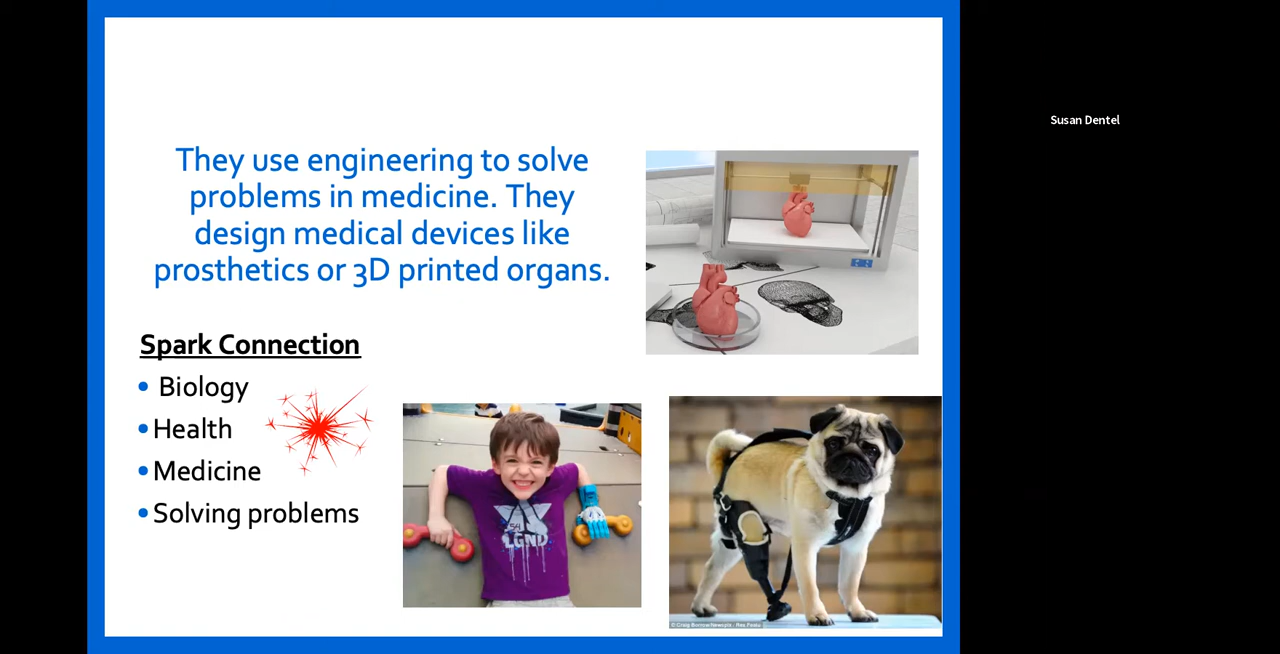 They use engineering to solve
problems in medicine. They
design medical devices like
prosthetics or 3D printed organs.
Susan Dentel
Spark Connection
• Biology
• Health
• Medicine
• Solving problems
54
LGND